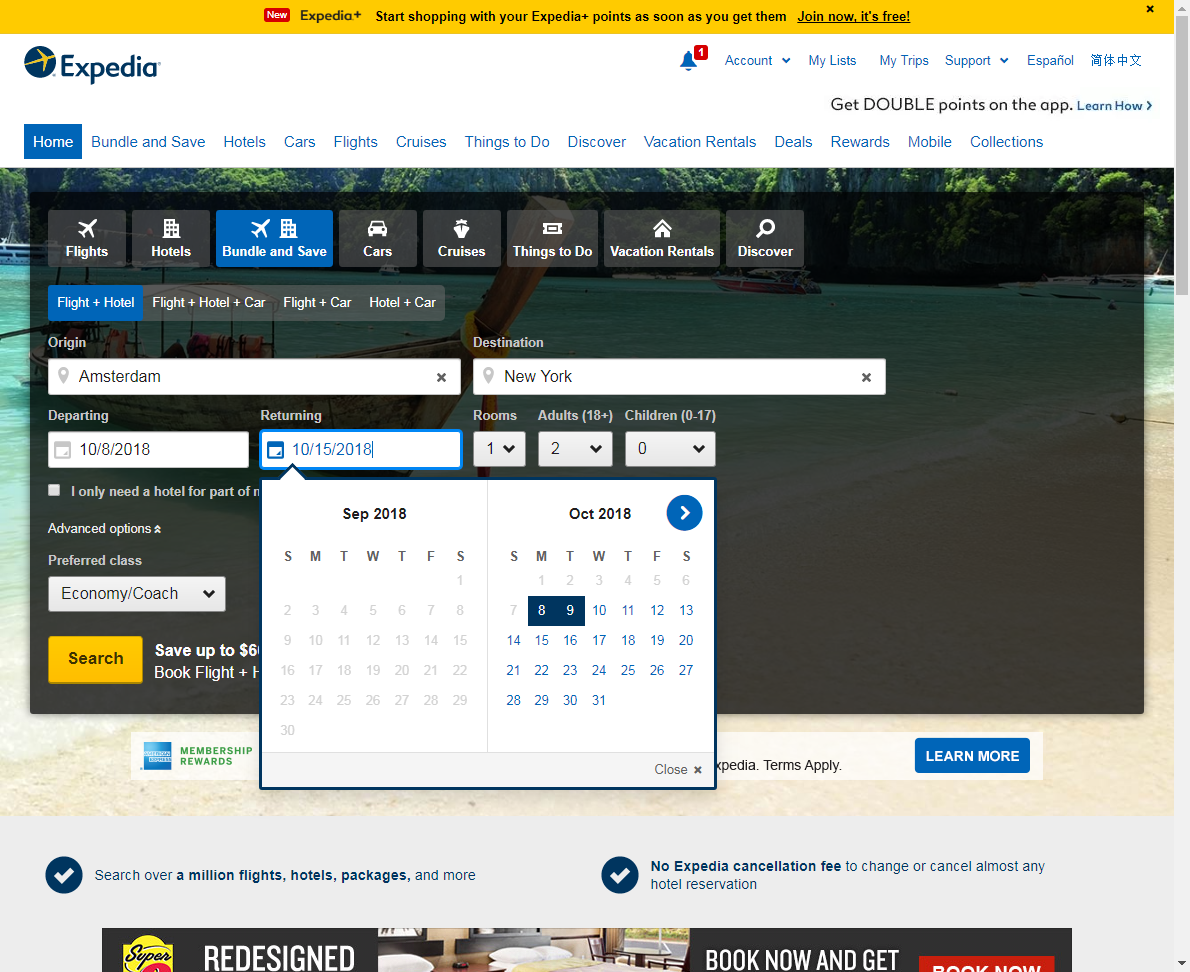 New Expedia+ Start shopping with your Expedia+ points as soon as you get them Join now, it's free!
Expedia
1 Account My Lists My Trips Support Español 简体中文
Get DOUBLE points on the app. Learn How
Home Bundle and Save Hotels Cars Flights Cruises Things to Do Discover Vacation Rentals Deals Rewards Mobile Collections
Flights Hotels Bundle and Save Cars Cruises Things to Do Vacation Rentals Discover
Flight + Hotel Flight + Hotel + Car Flight + Car Hotel + Car
Origin Destination
Amsterdam New York
Departing Returning Rooms Adults (18+) Children (0-17)
10/8/2018 10/15/2018 1 2 0
I only need a hotel for part of
Advanced options
Preferred class
Economy/Coach
Search
Save up to $6
Book Flight + H
Sep 2018
S M T W T F S
1
2 3 4 5 6 7 8
9 10 11 12 13 14 15
16 17 18 19 20 21 22
23 24 25 26 27 28 29
30
Oct 2018
S M T W T F S
1 2 3 4 5 6
7 8 9 10 11 12 13
14 15 16 17 18 19 20
21 22 23 24 25 26 27
28 29 30 31
Close
MEMBERSHIP
REWARDS
xpedia. Terms Apply.
LEARN MORE
Search over a million flights, hotels, packages, and more
No Expedia cancellation fee to change or cancel almost any
hotel reservation
Super
REDESIGNED
BOOK NOW AND GET
BOOK NOW